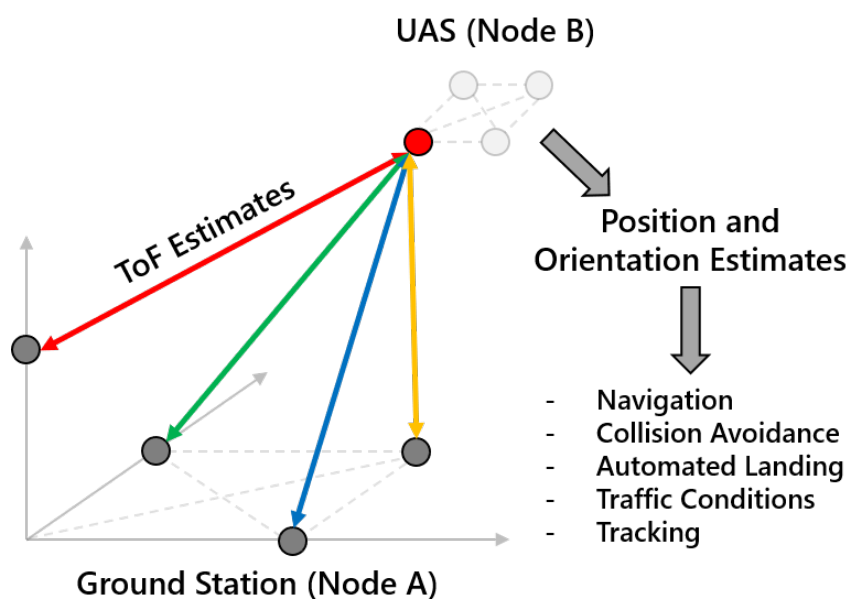 UAS (Node B)
ToF Estimates
Position and
Orientation Estimates
- Navigation
- Collision Avoidance
- Automated Landing
- Traffic Conditions
- Tracking
Ground Station (Node A)